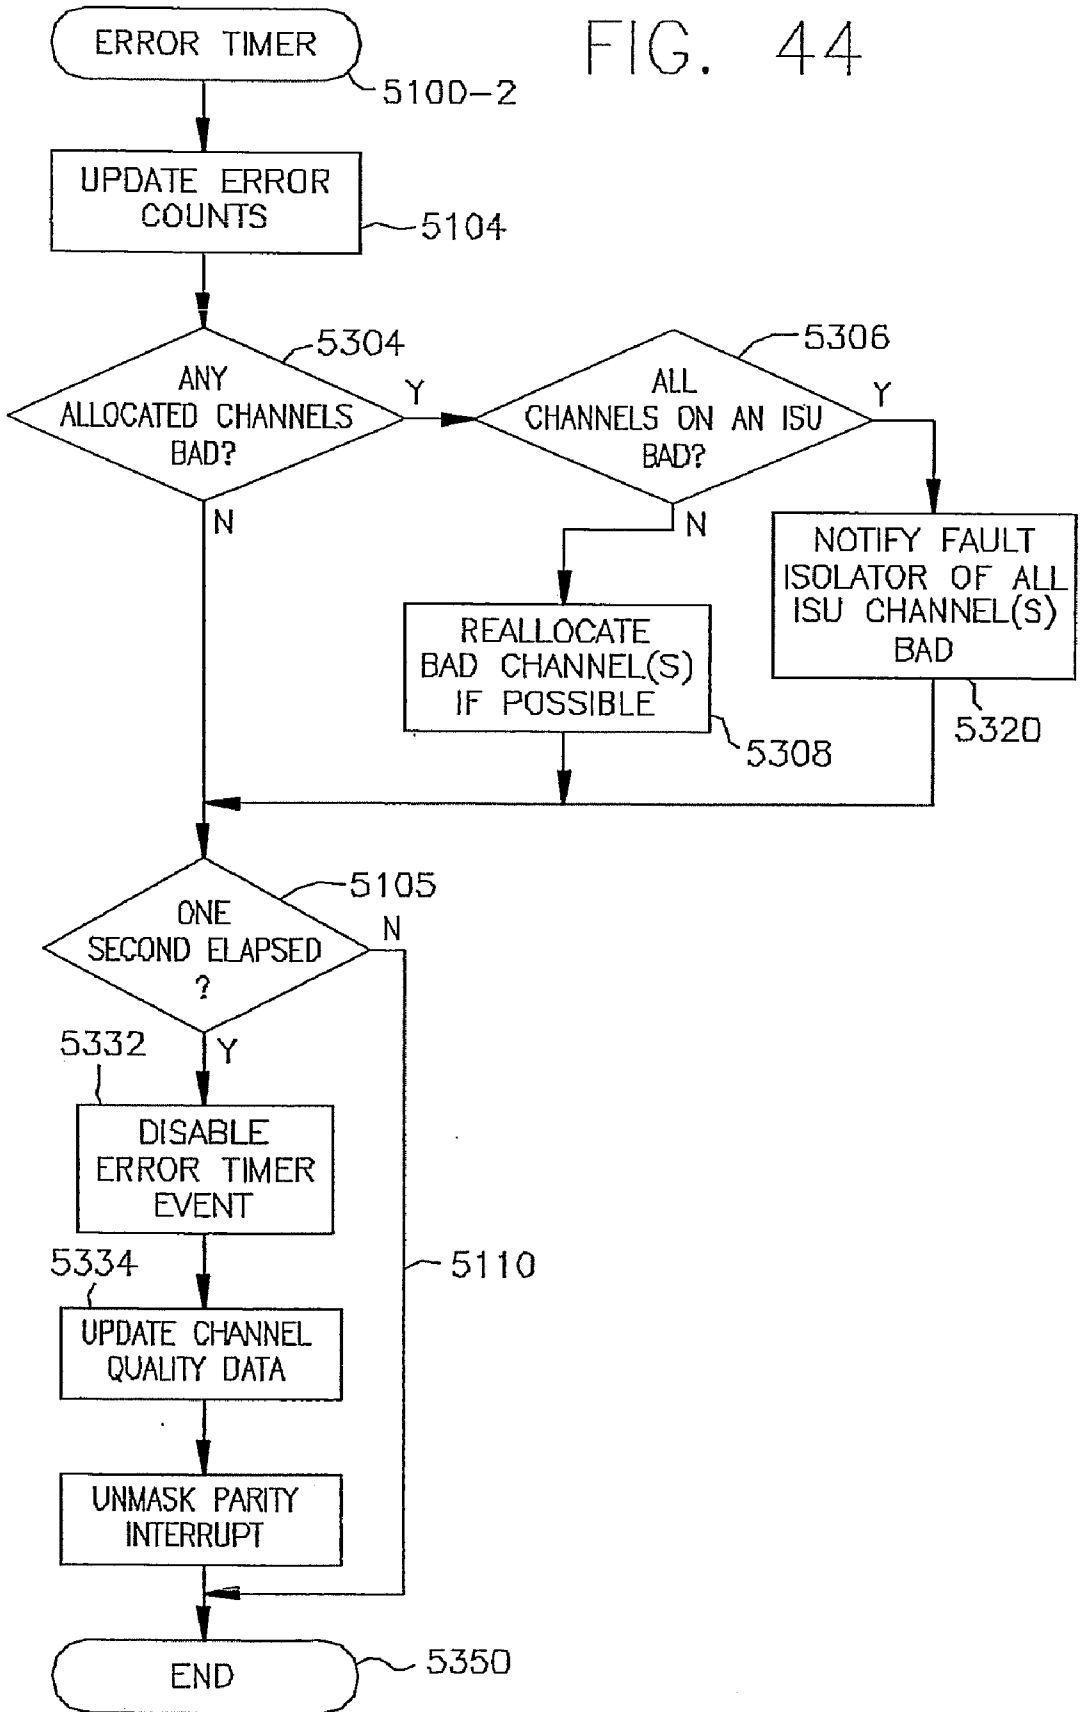 FIG. 44
ERROR TIMER
5100-2
UPDATE ERROR
COUNTS
5104
5304
ANY
ALLOCATED CHANNELS
BAD?
Y
N
5306
ALL
CHANNELS ON AN ISU
BAD?
Y
N
NOTIFY FAULT
ISOLATOR OF ALL
ISU CHANNEL(S)
BAD
5320
REALLOCATE
BAD CHANNEL(S)
IF POSSIBLE
5308
5105
ONE
SECOND ELAPSED
?
N
Y
5332
DISABLE
ERROR TIMER
EVENT
5110
5334
UPDATE CHANNEL
QUALITY DATA
UNMASK PARITY
INTERRUPT
END
5350